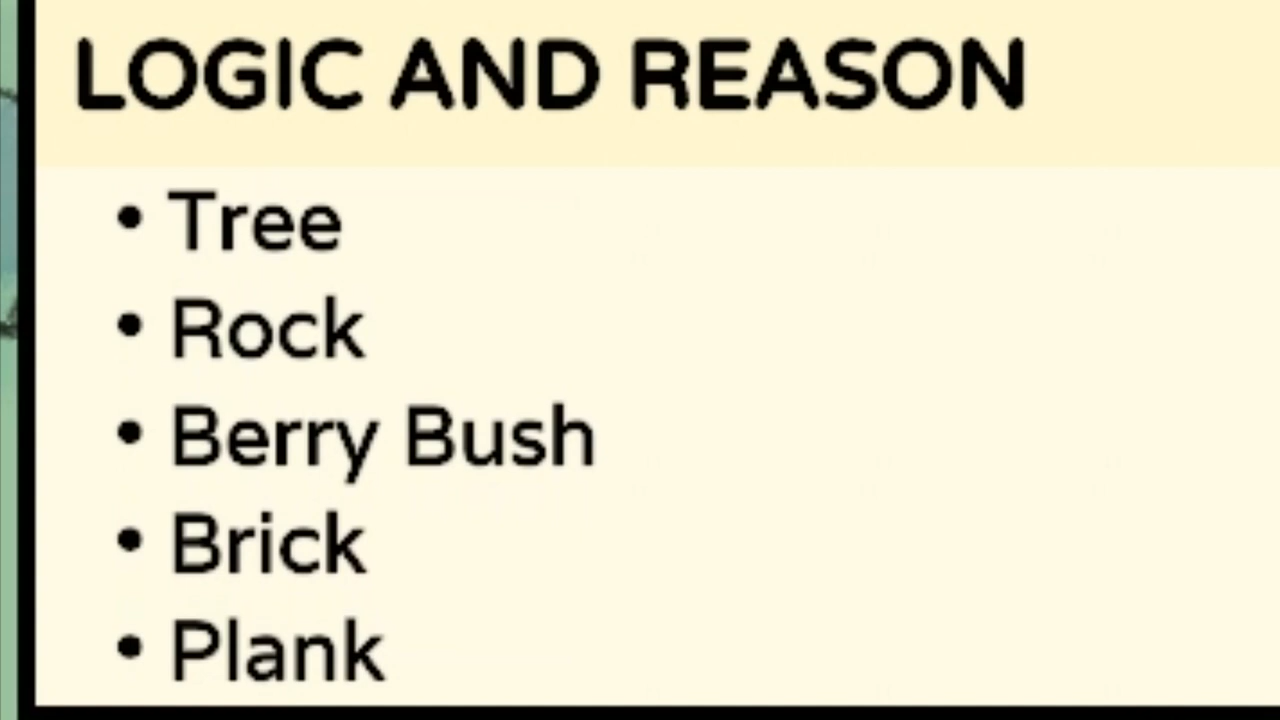 LOGIC AND REASON
• Tree
• Rock
• Berry Bush
• Brick
• Plank